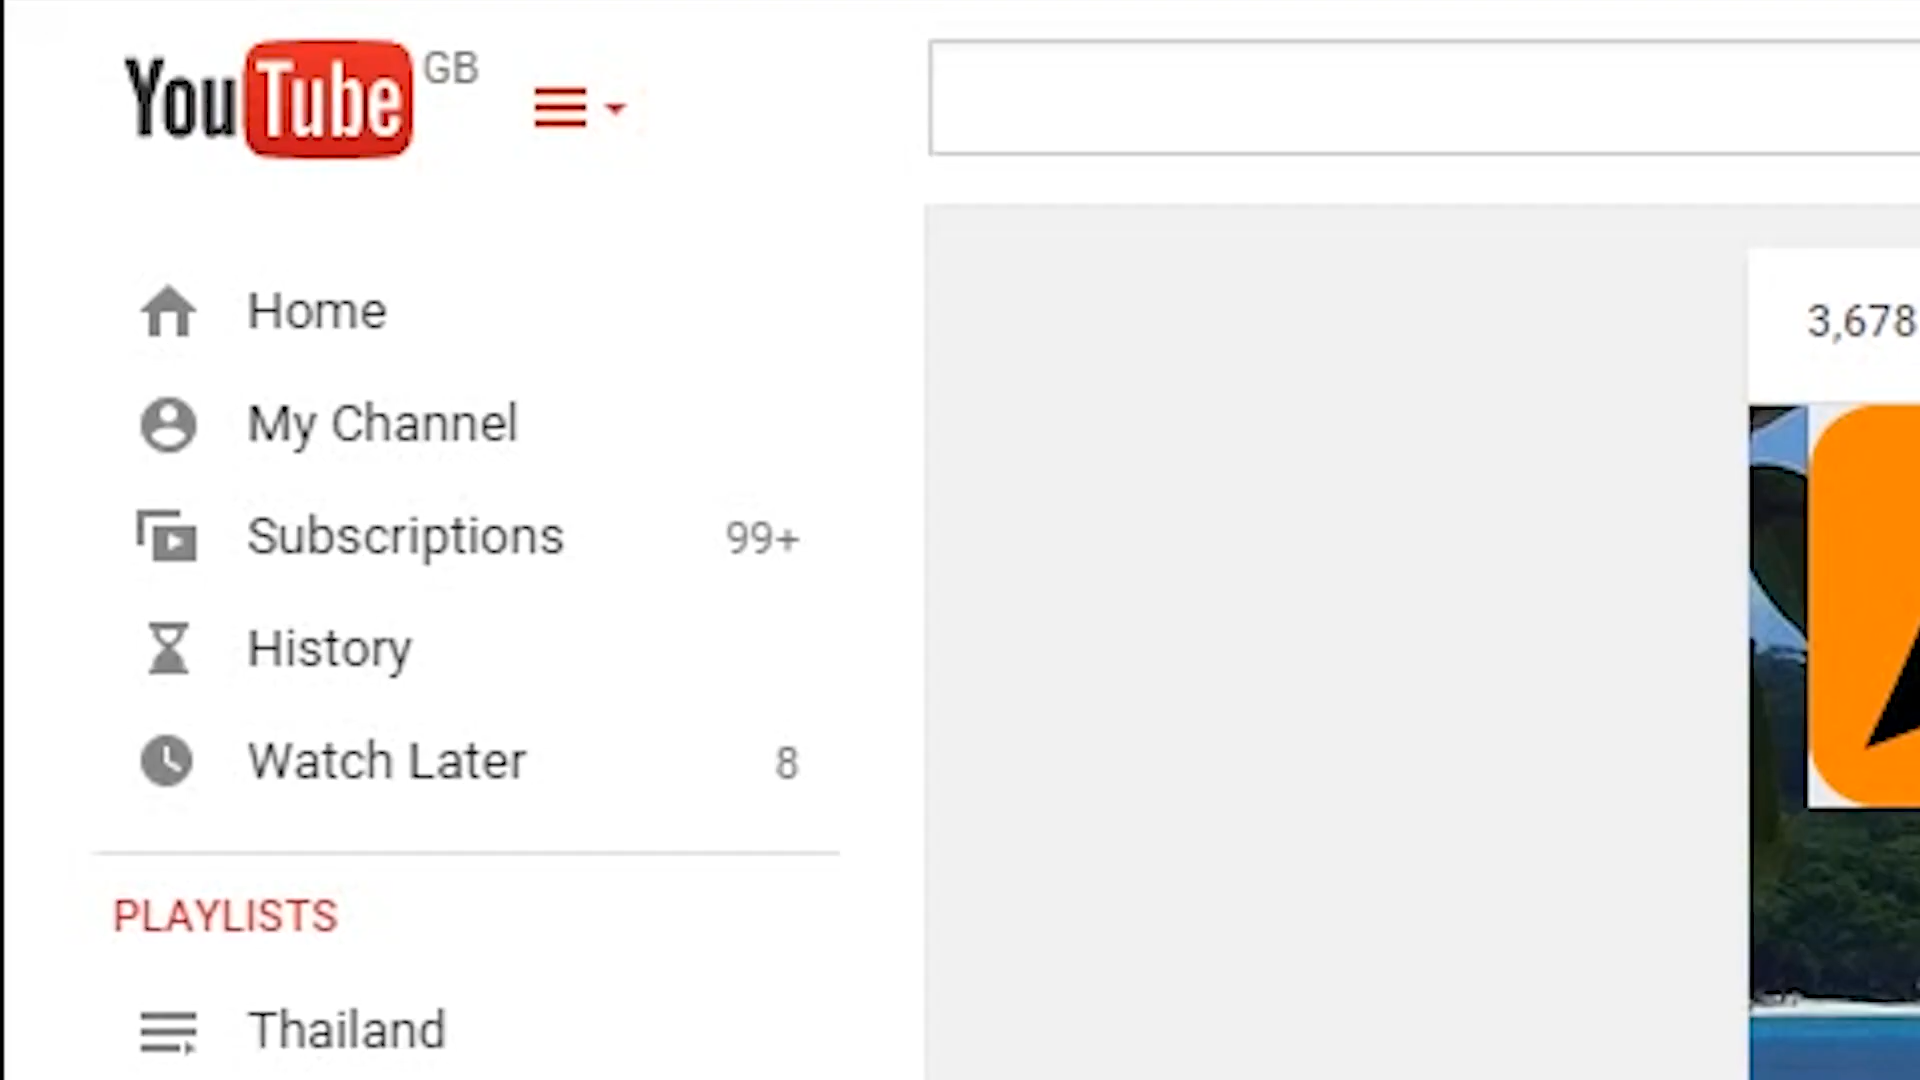 YouTube GB
3,678
Home
My Channel
Subscriptions 99+
History
Watch Later 8
PLAYLISTS
Thailand